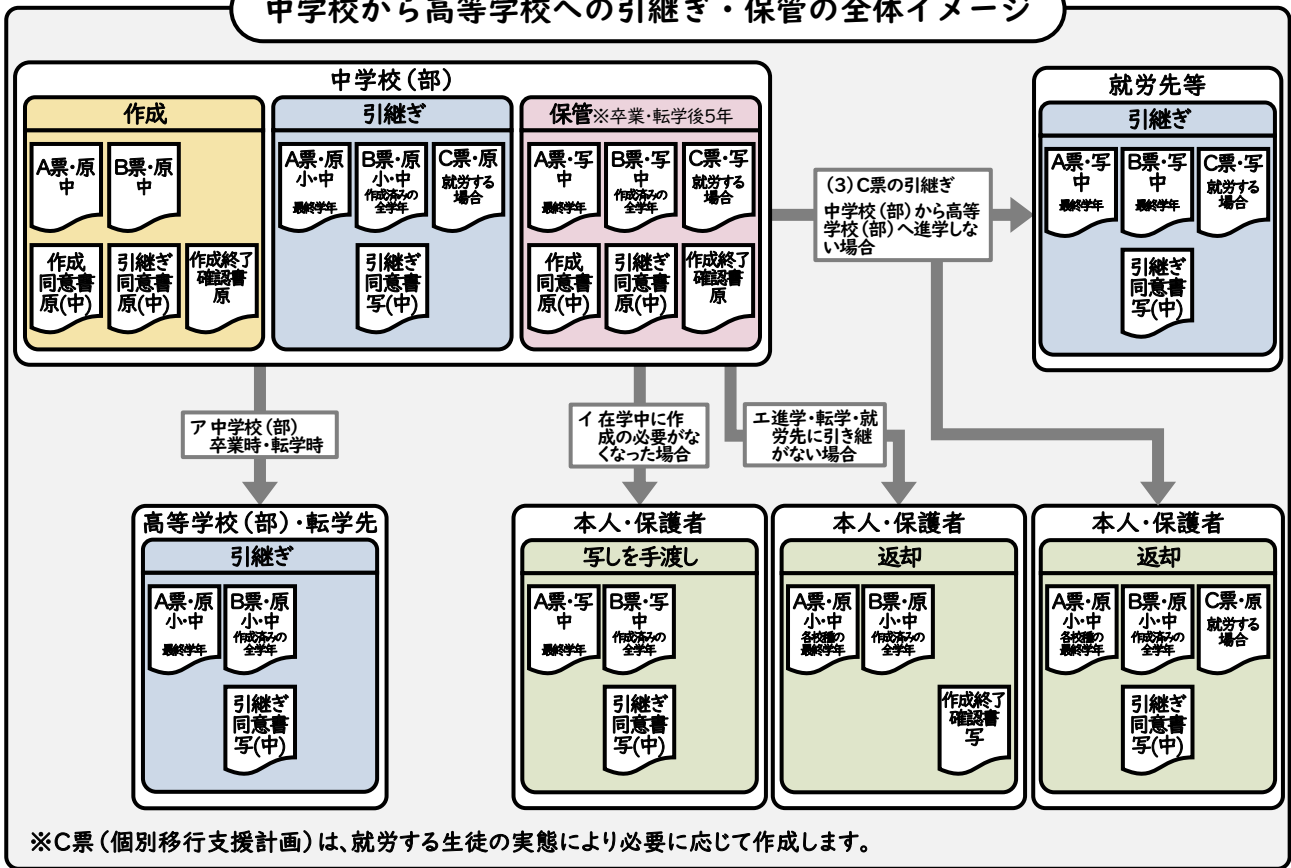 中学校から高等学校への引継ぎ・保管の全体イメージ
中学校(部)
作成
A票・原
中
B票・原
中
作成
同意書
原(中)
引継ぎ
同意書
原(中)
作成終了
確認書
原
引継ぎ
A票・原
小・中
最終学年
B票・原
小・中
作成済みの
全学年
C票・原
就労する
場合
引継ぎ
同意書
写(中)
保管※卒業・転学後5年
A票・写
中
最終学年
B票・写
中
作成済みの
全学年
C票・写
就労する
場合
作成
同意書
原(中)
引継ぎ
同意書
原(中)
作成終了
確認書
原
(3)C票の引継ぎ
中学校(部)から高等
学校(部)へ進学しな
い場合
就労先等
引継ぎ
A票・写
中
最終学年
B票・写
中
最終学年
C票・写
就労する
場合
引継ぎ
同意書
写(中)
ア 中学校(部)
卒業時・転学時
イ 在学中に作
成の必要がな
くなった場合
エ進学・転学・就
労先に引き継
がない場合
高等学校(部)・転学先
引継ぎ
A票・原
小・中
最終学年
B票・原
小・中
作成済みの
全学年
引継ぎ
同意書
写(中)
本人・保護者
写しを手渡し
A票・写
中
最終学年
B票・写
中
作成済みの
全学年
引継ぎ
同意書
写(中)
本人・保護者
返却
A票・原
小・中
各校種の
最終学年
B票・原
小・中
作成済みの
全学年
作成終了
確認書
写
本人・保護者
返却
A票・原
小・中
各校種の
最終学年
B票・原
小・中
作成済みの
全学年
C票・原
就労する
場合
引継ぎ
同意書
写(中)
※C票(個別移行支援計画)は、就労する生徒の実態により必要に応じて作成します。